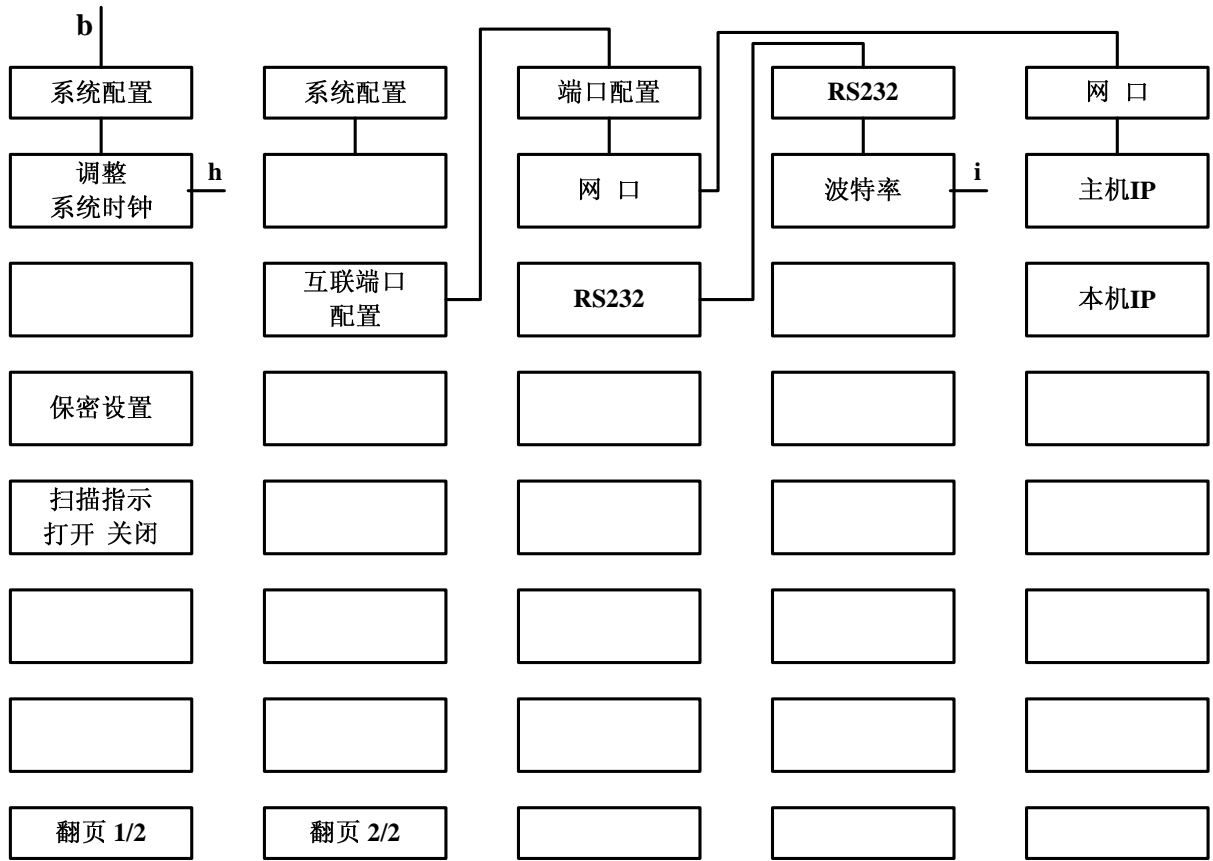 b
系统配置
系统配置
端口配置
RS232
网 口
调整
系统时钟
h
网 口
波特率
i
主机IP
互联端口
配置
RS232
本机IP
保密设置
扫描指示
打开 关闭
翻页 1/2
翻页 2/2